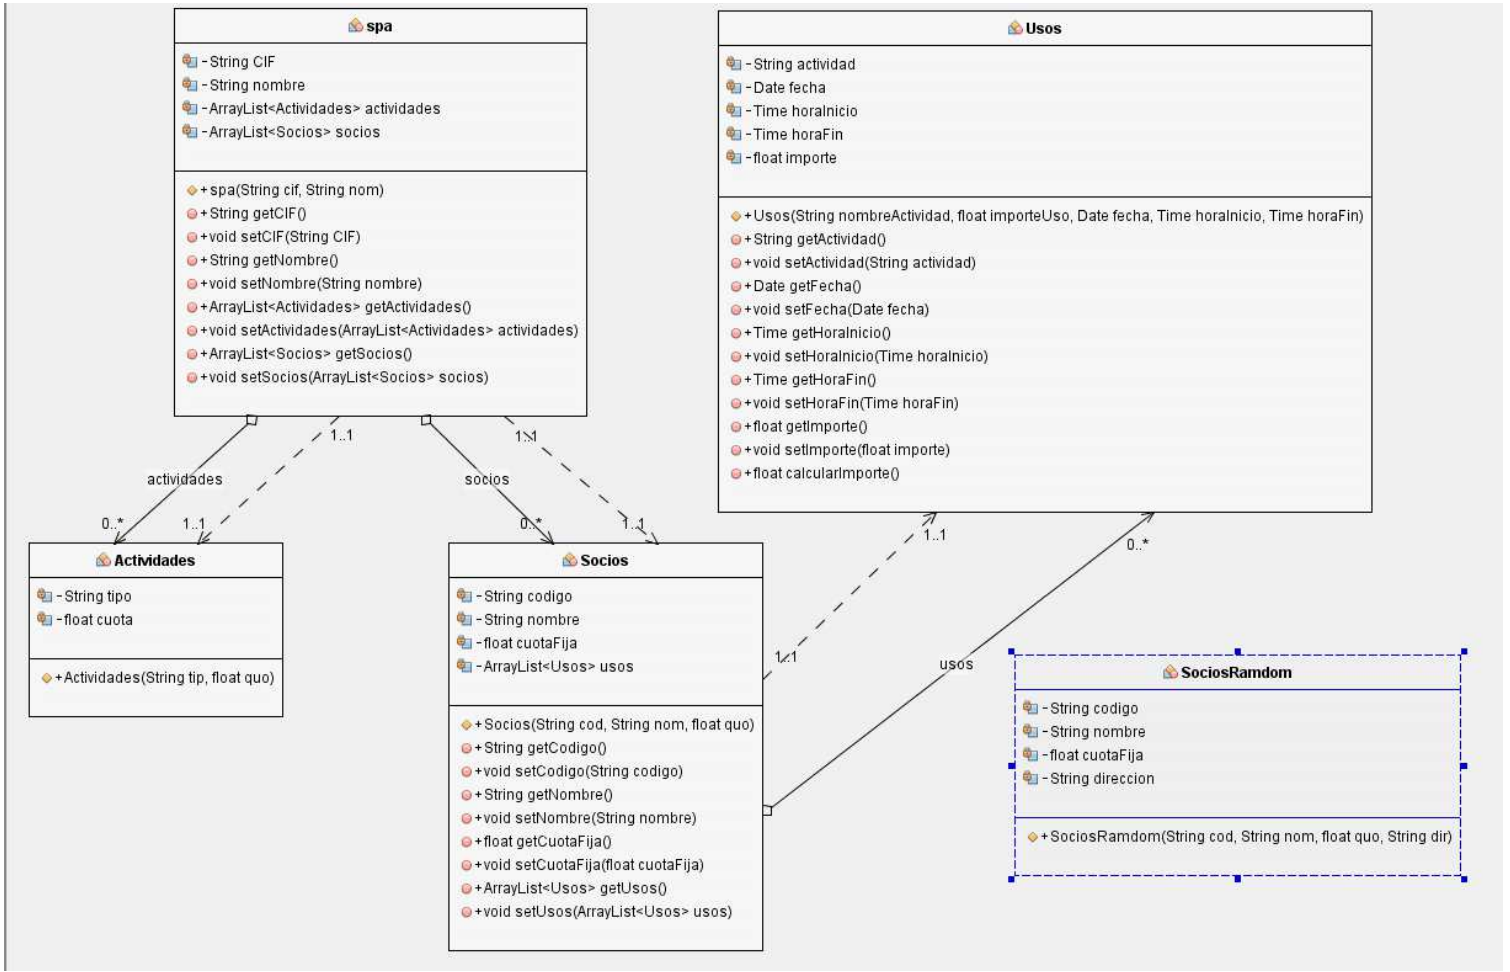 spa
-String CIF
-String nombre
-ArrayList<Actividades> actividades
-ArrayList<Socios> socios
+spa(String cif, String nom)
+String getCIF()
+void setCIF(String CIF)
+String getNombre()
+void setNombre(String nombre)
+ArrayList<Actividades> getActividades()
+void setActividades(ArrayList<Actividades> actividades)
+ArrayList<Socios> getSocios()
+void setSocios(ArrayList<Socios> socios)
Usos
-String actividad
-Date fecha
-Time horaInicio
-Time horaFin
-float importe
+Usos(String nombreActividad, float importeUso, Date fecha, Time horaInicio, Time horaFin)
+String getActividad()
+void setActividad(String actividad)
+Date getFecha()
+void setFecha(Date fecha)
+Time getHoraInicio()
+void setHoraInicio(Time horaInicio)
+Time getHoraFin()
+void setHoraFin(Time horaFin)
+float getImporte()
+void setImporte(float importe)
+float calcularImporte()
1..1
1..1
actividades
socios
0..*
1..1
0..*
1..1
1..1
0..*
Actividades
-String tipo
-float cuota
+Actividades(String tip, float quo)
Socios
-String codigo
-String nombre
-float cuotaFija
-ArrayList<Usos> usos
+Socios(String cod, String nom, float quo)
+String getCodigo()
+void setCodigo(String codigo)
+String getNombre()
+void setNombre(String nombre)
+float getCuotaFija()
+void setCuotaFija(float cuotaFija)
+ArrayList<Usos> getUsos()
+void setUsos(ArrayList<Usos> usos)
1..1
usos
SociosRamdom
-String codigo
-String nombre
-float cuotaFija
-String direccion
+SociosRamdom(String cod, String nom, float quo, String dir)